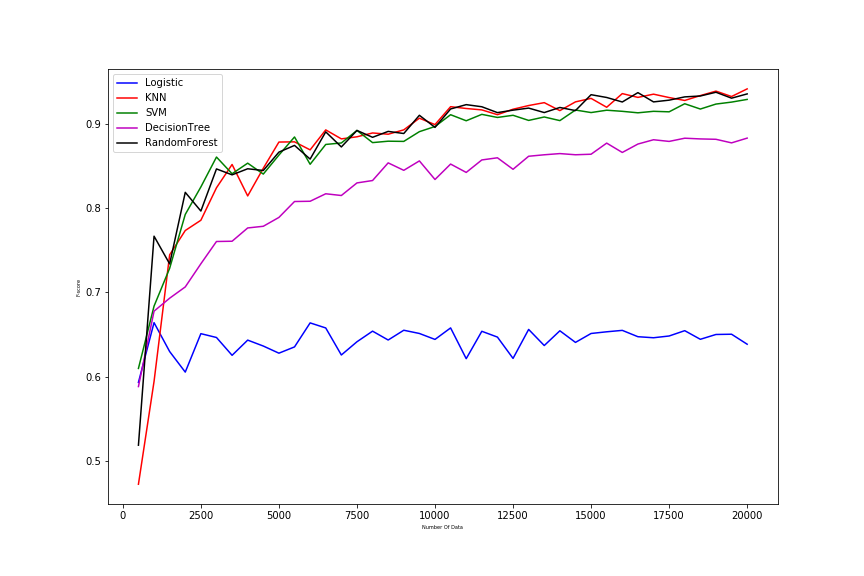 Logistic
KNN
SVM
DecisionTree
RandomForest
0.9
0.8
0.7
0.6
0.5
F-score
0
2500
5000
7500
10000
12500
15000
17500
20000
Number Of Data